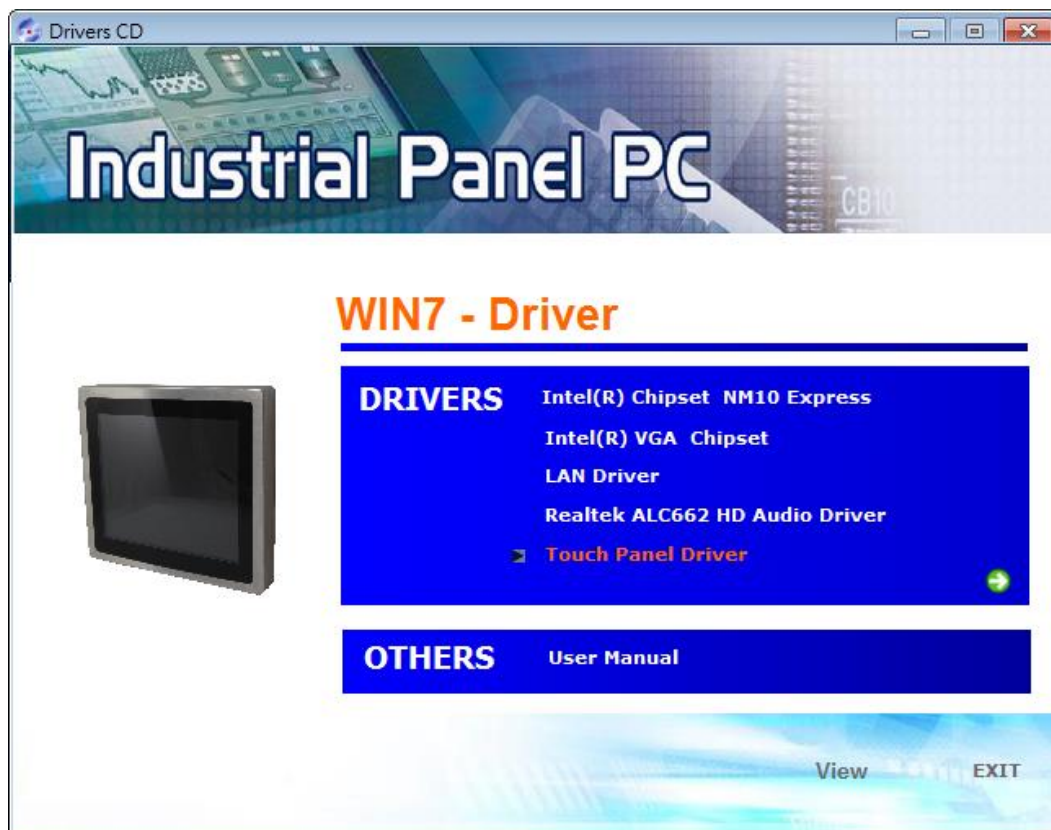 Drivers CD
Industrial Panel PC
CB10
WIN7 - Driver
DRIVERS
Intel(R) Chipset NM10 Express
Intel(R) VGA Chipset
LAN Driver
Realtek ALC662 HD Audio Driver
Touch Panel Driver
OTHERS
User Manual
View
EXIT